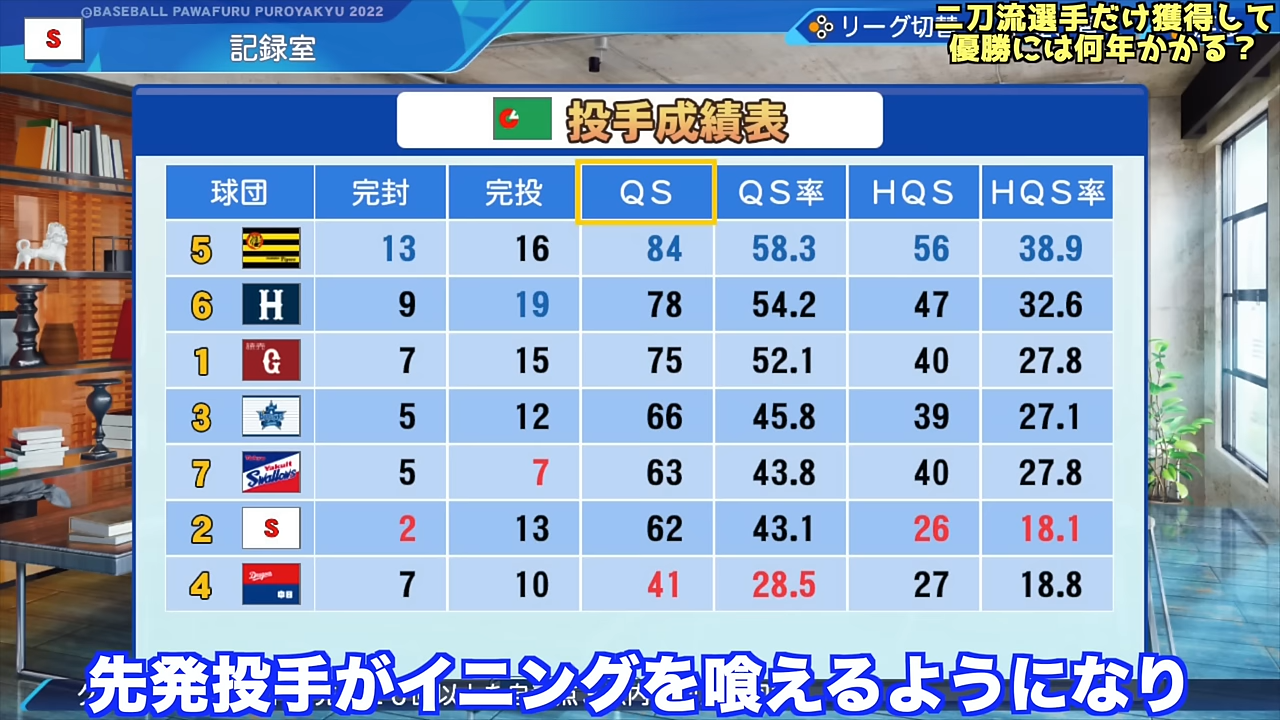 ©BASEBALL PAWAFURU PUROYAKYU 2022
S
記録室
リーグ切替
二刀流選手だけ獲得して
優勝には何年かかる？
投手成績表
球団 完封 完投 QS QS率 HQS HQS率
5 13 16 84 58.3 56 38.9
6 H 9 19 78 54.2 47 32.6
1 G 7 15 75 52.1 40 27.8
3 5 12 66 45.8 39 27.1
7 Yakult Swallows 5 7 63 43.8 40 27.8
2 S 2 13 62 43.1 26 18.1
4 Dragons 7 10 41 28.5 27 18.8
先発投手がイニングを喰えるようになり